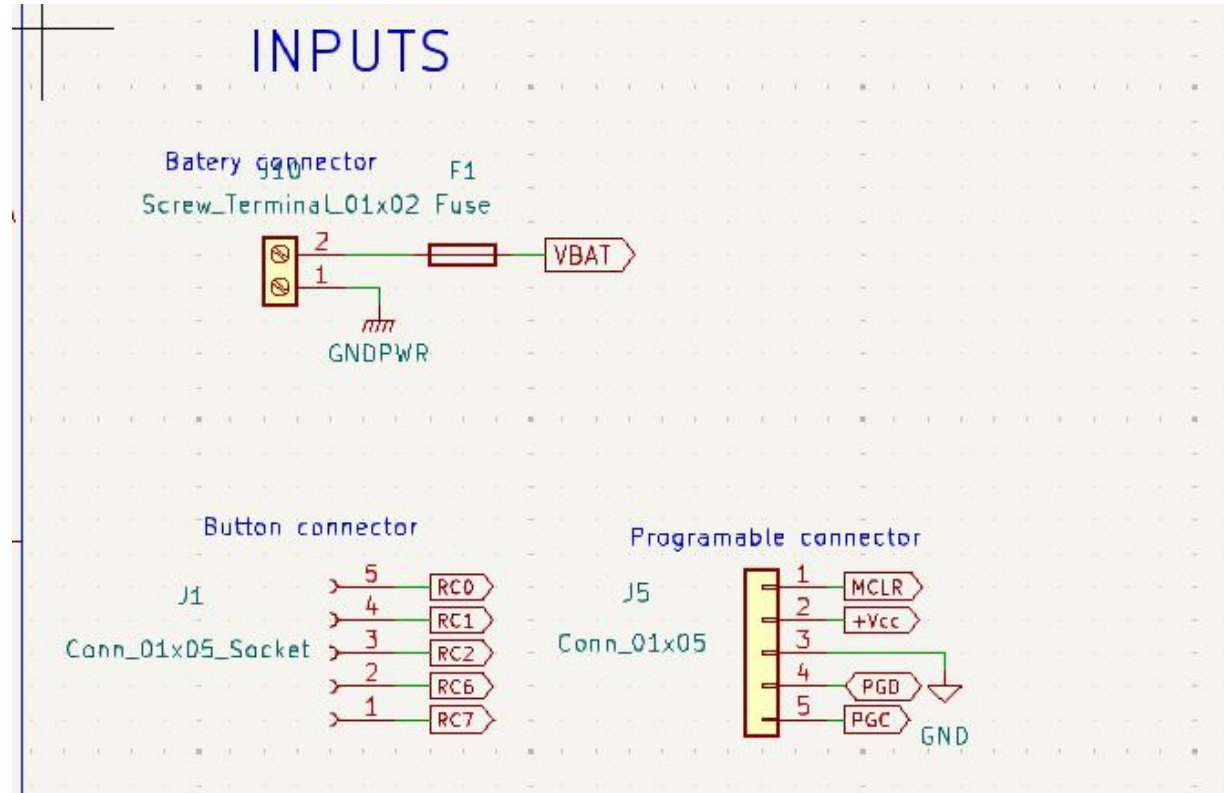 INPUTS
Batery connector
J10
F1
Screw_Terminal_01x02 Fuse
2
VBAT
1
GNDPWR
Button connector
J1
Conn_01x05_Socket
5 RC0
4 RC1
3 RC2
2 RC6
1 RC7
Programable connector
J5
Conn_01x05
1 MCLR
2 +Vcc
3
4 PGD
5 PGC
GND